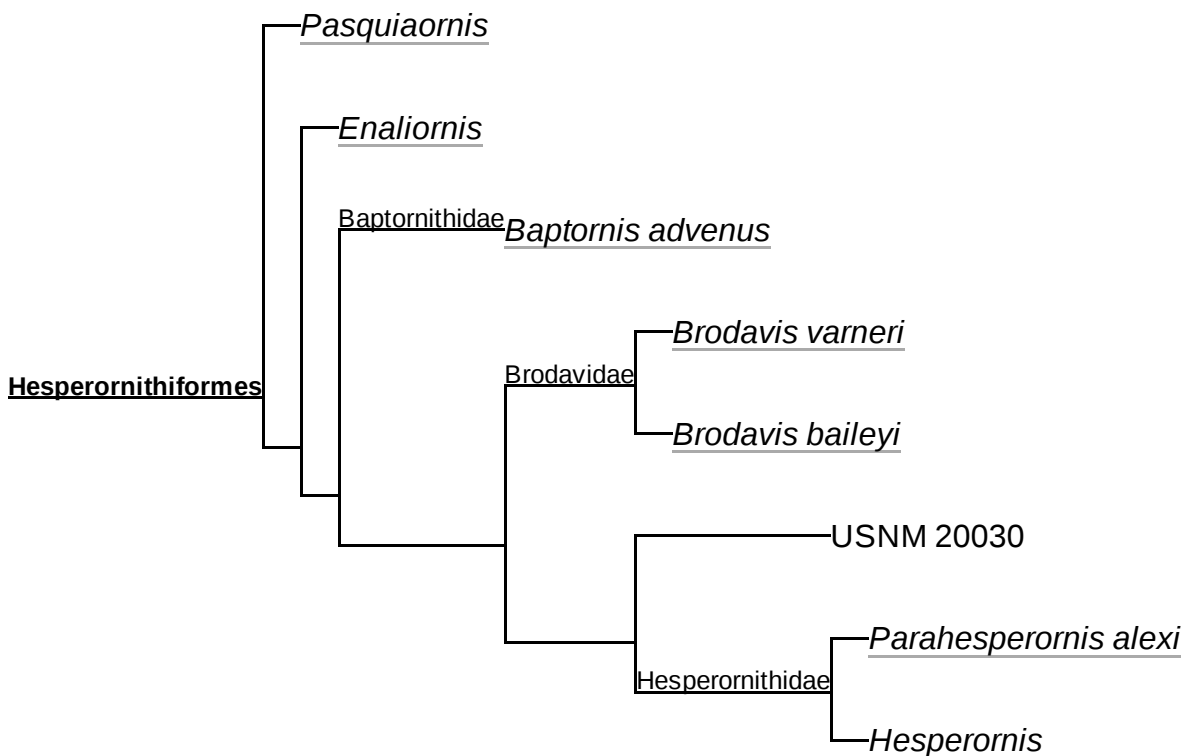 Pasquiaornis
Enaliornis
Baptornithidae
Baptornis advenus
Brodavis varneri
Brodavidae
Hesperornithiformes
Brodavis baileyi
USNM 20030
Parahesperornis alexi
Hesperornithidae
Hesperornis